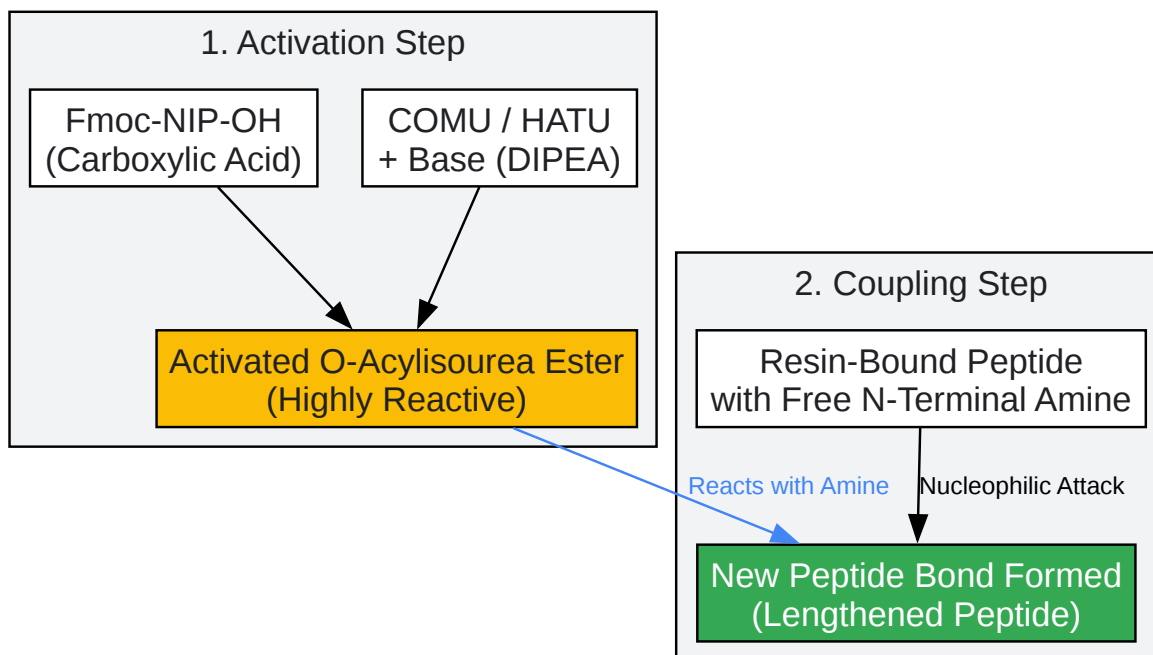 1. Activation Step
Fmoc-NIP-OH
(Carboxylic Acid)
COMU / HATU
+ Base (DIPEA)
Activated O-Acylisourea Ester
(Highly Reactive)
2. Coupling Step
Resin-Bound Peptide
with Free N-Terminal Amine
Reacts with Amine
Nucleophilic Attack
New Peptide Bond Formed
(Lengthened Peptide)